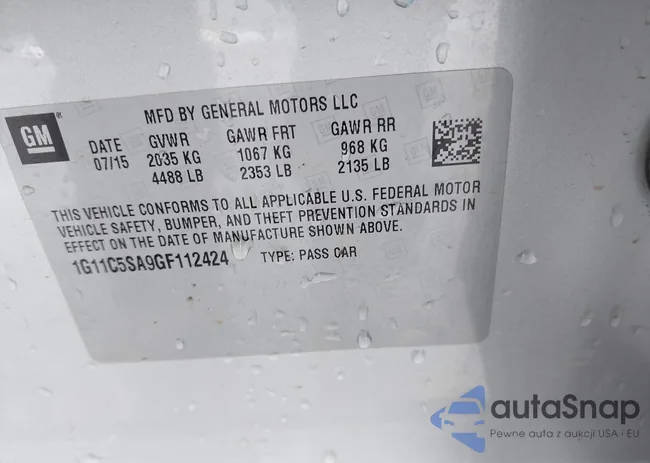 MFD BY GENERAL MOTORS LLC
GM
DATE GVWR GAWR FRT GAWR RR
07/15 2035 KG 1067 KG 968 KG
4488 LB 2353 LB 2135 LB
THIS VEHICLE CONFORMS TO ALL APPLICABLE U.S. FEDERAL MOTOR
VEHICLE SAFETY, BUMPER, AND THEFT PREVENTION STANDARDS IN
EFFECT ON THE DATE OF MANUFACTURE SHOWN ABOVE.
1G11C5SA9GF112424 TYPE: PASS CAR
autaSnap
Pewne auta z aukcji USA i EU